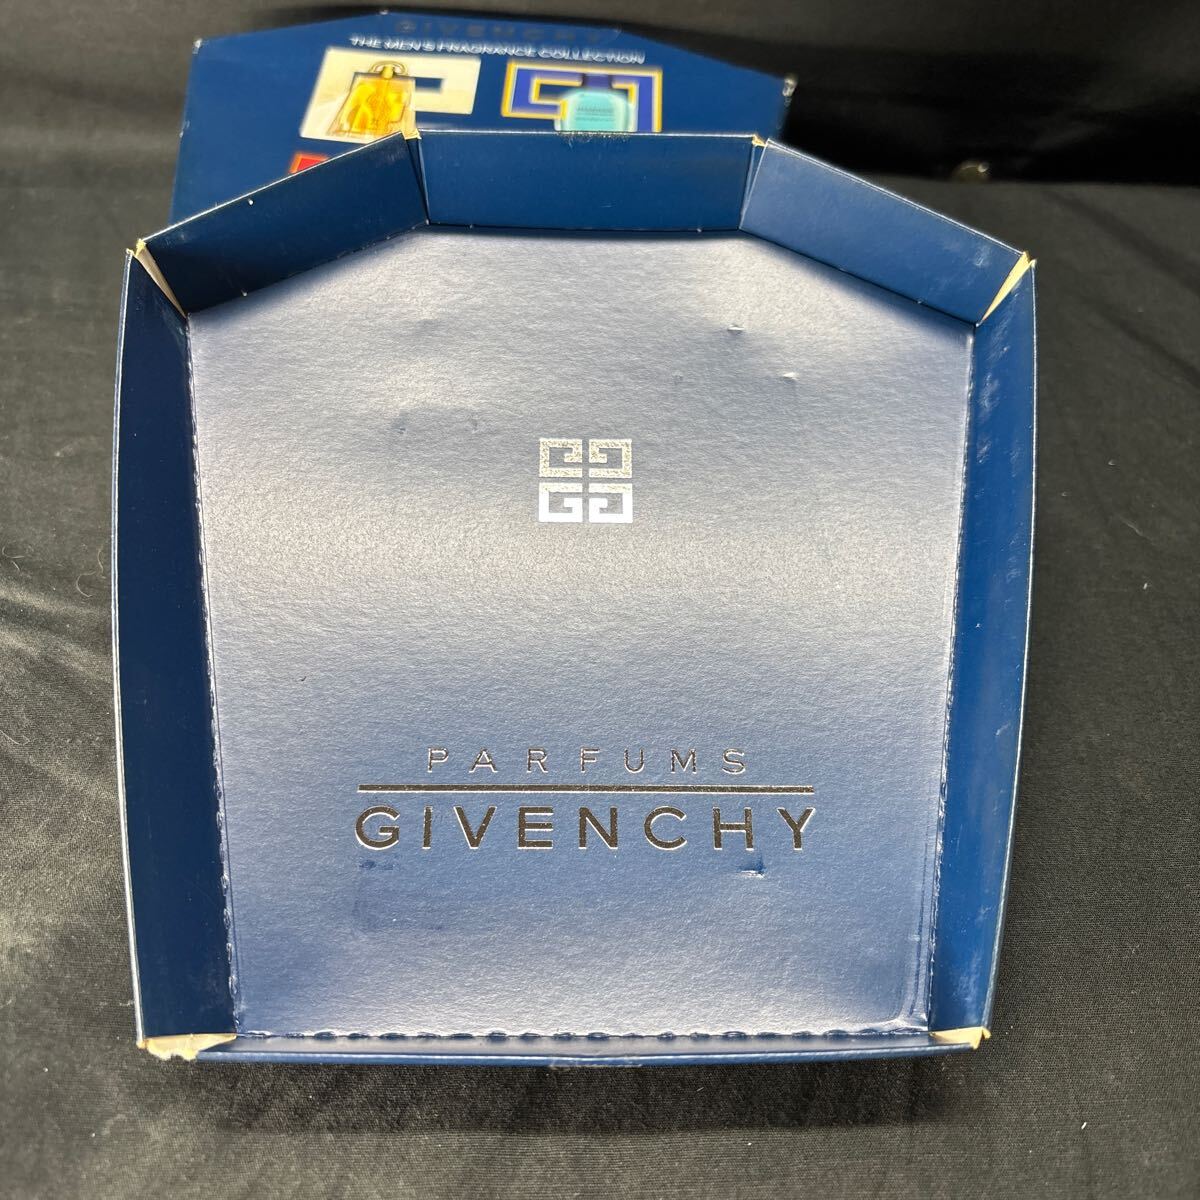 GIVENCHY
THE MEN'S FRAGRANCE COLLECTION
PARFUMS
GIVENCHY